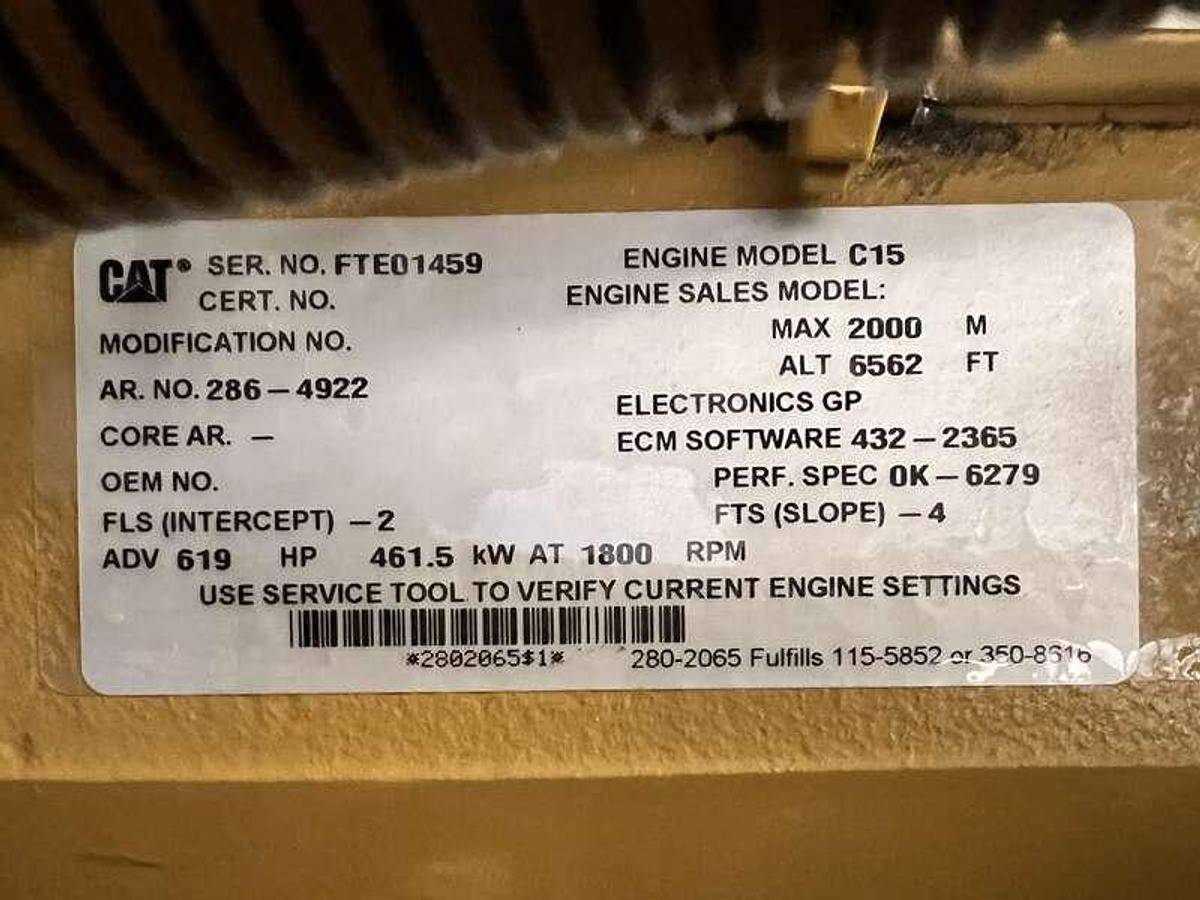 CAT® SER. NO. FTE01459 ENGINE MODEL C15
CERT. NO. ENGINE SALES MODEL:
MODIFICATION NO. MAX 2000 M
ALT 6562 FT
AR. NO. 286-4922
ELECTRONICS GP
CORE AR. - ECM SOFTWARE 432-2365
OEM NO. PERF. SPEC 0K-6279
FLS (INTERCEPT) -2 FTS (SLOPE) -4
ADV 619 HP 461.5 kW AT 1800 RPM
USE SERVICE TOOL TO VERIFY CURRENT ENGINE SETTINGS
*2802065$1* 280-2065 Fulfills 115-5852 or 350-8616